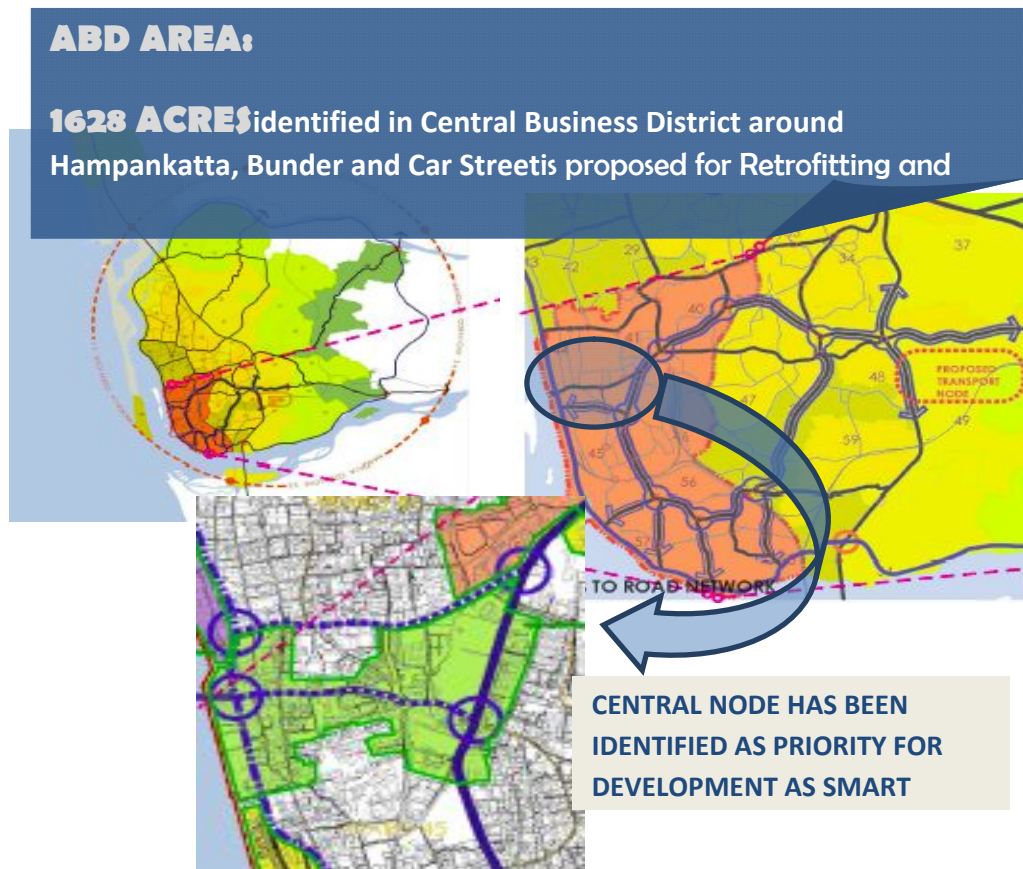 ABD AREA:
1628 ACRESidentified in Central Business District around
Hampankatta, Bunder and Car Streetis proposed for Retrofitting and
37
29
34
42
40
41
PROPOSED
TRANSPORT
NODE
48
47
49
59
45
56
TO ROAD NETWORK
CENTRAL NODE HAS BEEN
IDENTIFIED AS PRIORITY FOR
DEVELOPMENT AS SMART